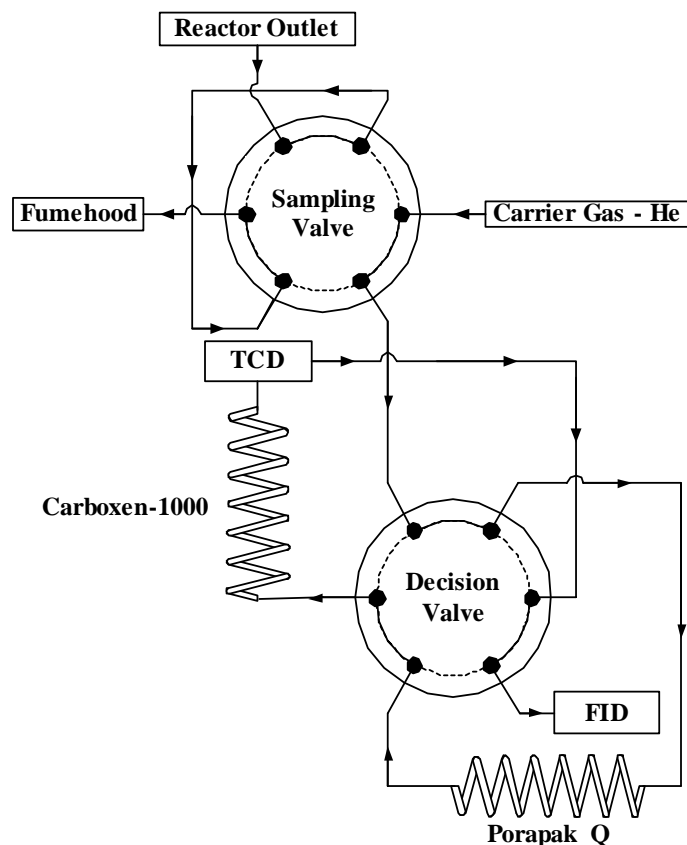 Reactor Outlet
Sampling
Valve
Fumehood
Carrier Gas - He
TCD
Carboxen-1000
Decision
Valve
FID
Porapak Q